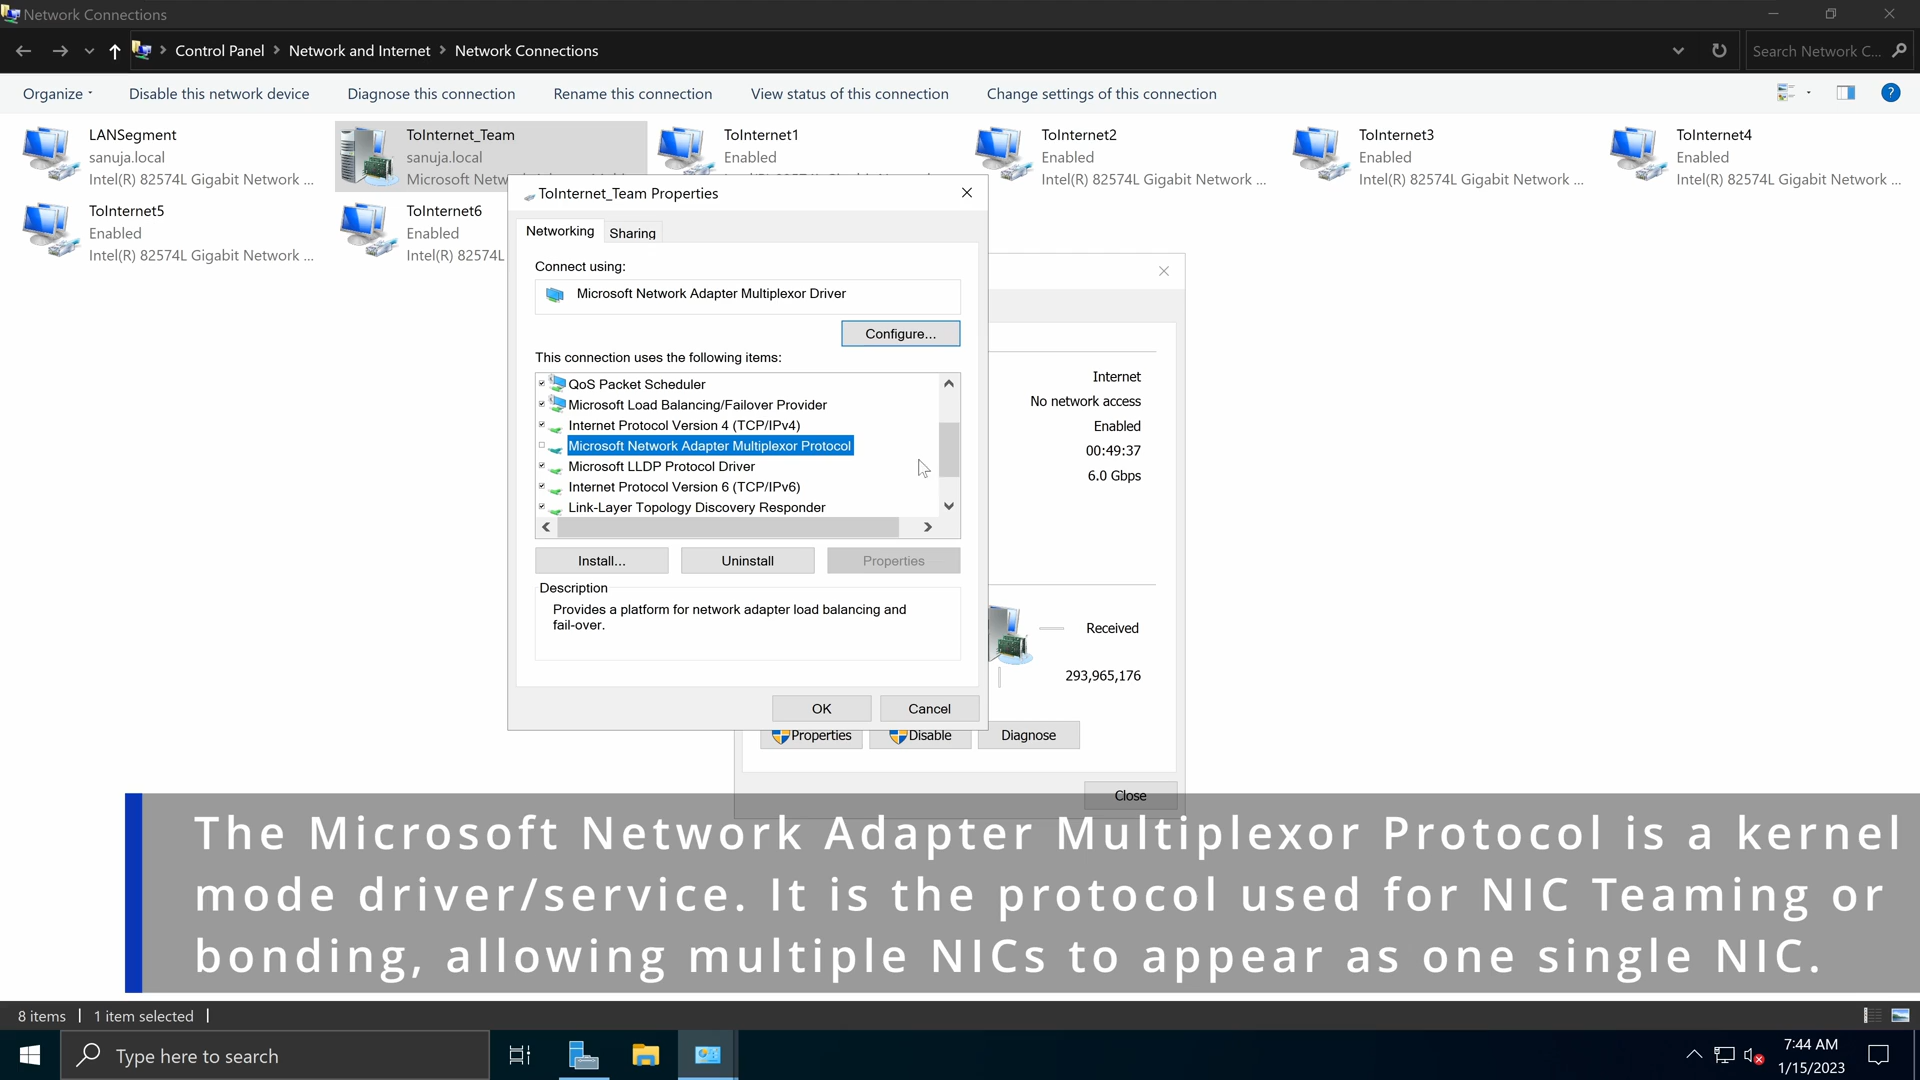 Network Connections
Control Panel > Network and Internet > Network Connections
Search Network C...
Organize
Disable this network device
Diagnose this connection
Rename this connection
View status of this connection
Change settings of this connection
?
LANSegment
sanuja.local
Intel(R) 82574L Gigabit Network ...
ToInternet_Team
sanuja.local
Microsoft Netw
ToInternet1
Enabled
ToInternet2
Enabled
Intel(R) 82574L Gigabit Network ...
ToInternet3
Enabled
Intel(R) 82574L Gigabit Network ...
ToInternet4
Enabled
Intel(R) 82574L Gigabit Network ...
ToInternet5
Enabled
Intel(R) 82574L Gigabit Network ...
ToInternet6
Enabled
Intel(R) 82574L
ToInternet_Team Properties
Networking
Sharing
Connect using:
Microsoft Network Adapter Multiplexor Driver
Configure...
This connection uses the following items:
QoS Packet Scheduler
Microsoft Load Balancing/Failover Provider
Internet Protocol Version 4 (TCP/IPv4)
Microsoft Network Adapter Multiplexor Protocol
Microsoft LLDP Protocol Driver
Internet Protocol Version 6 (TCP/IPv6)
Link-Layer Topology Discovery Responder
Install...
Uninstall
Properties
Description
Provides a platform for network adapter load balancing and
fail-over.
OK
Cancel
Internet
No network access
Enabled
00:49:37
6.0 Gbps
Received
293,965,176
Properties
Disable
Diagnose
Close
The Microsoft Network Adapter Multiplexor Protocol is a kernel
mode driver/service. It is the protocol used for NIC Teaming or
bonding, allowing multiple NICs to appear as one single NIC.
8 items
1 item selected
Type here to search
7:44 AM
1/15/2023